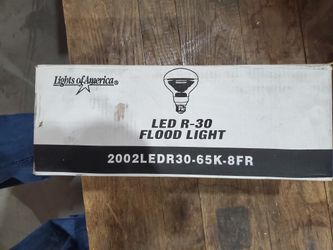 Lights of America®
LED R-30
FLOOD LIGHT
2002LEDR30-65K-8FR